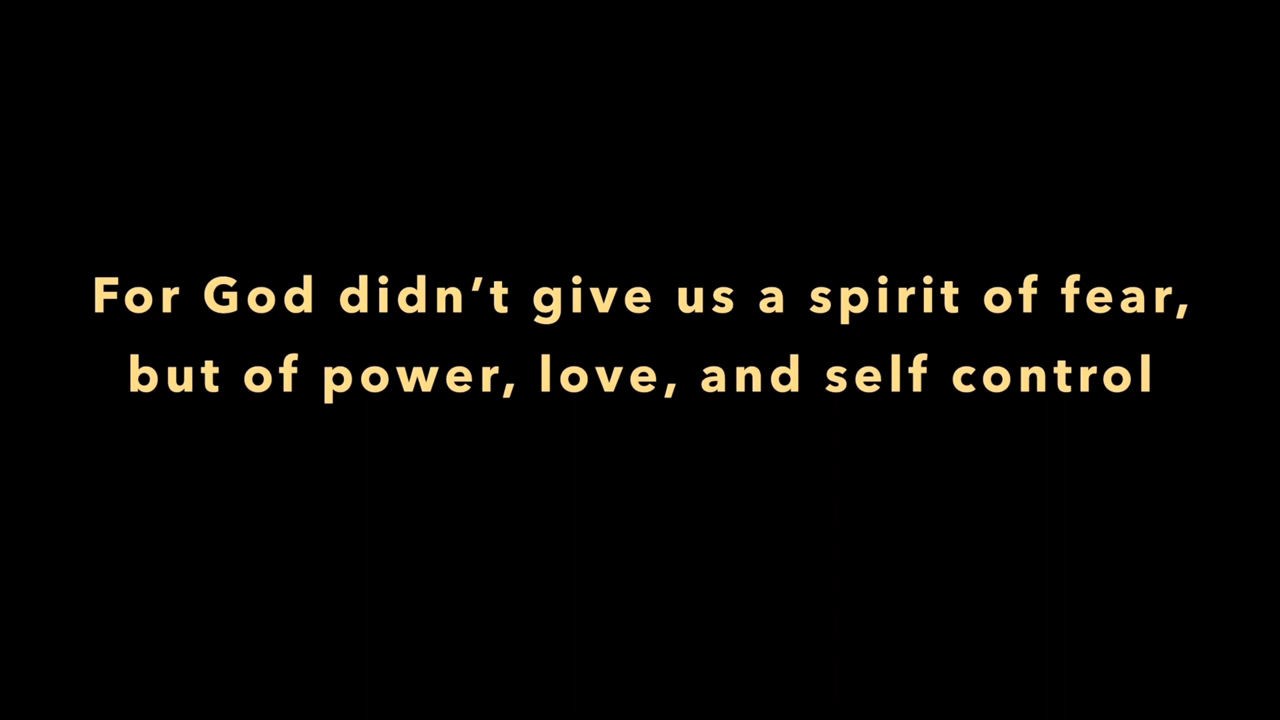 For God didn’t give us a spirit of fear,
but of power, love, and self control